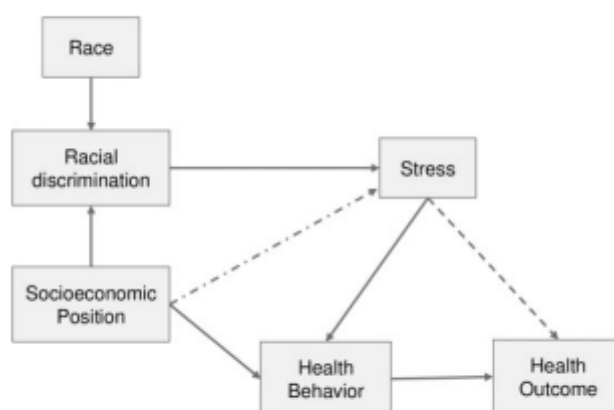 Race
Racial
discrimination
Stress
Socioeconomic
Position
Health
Behavior
Health
Outcome